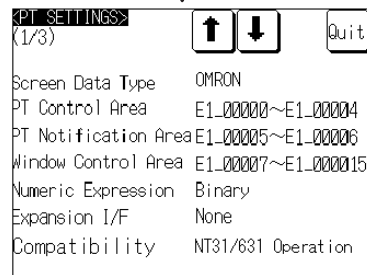 <PT SETTINGS>
(1/3)
Quit
Screen Data Type OMRON
PT Control Area E1_00000～E1_00004
PT Notification Area E1_00005～E1_00006
Window Control Area E1_00007～E1_000015
Numeric Expression Binary
Expansion I/F None
Compatibility NT31/631 Operation